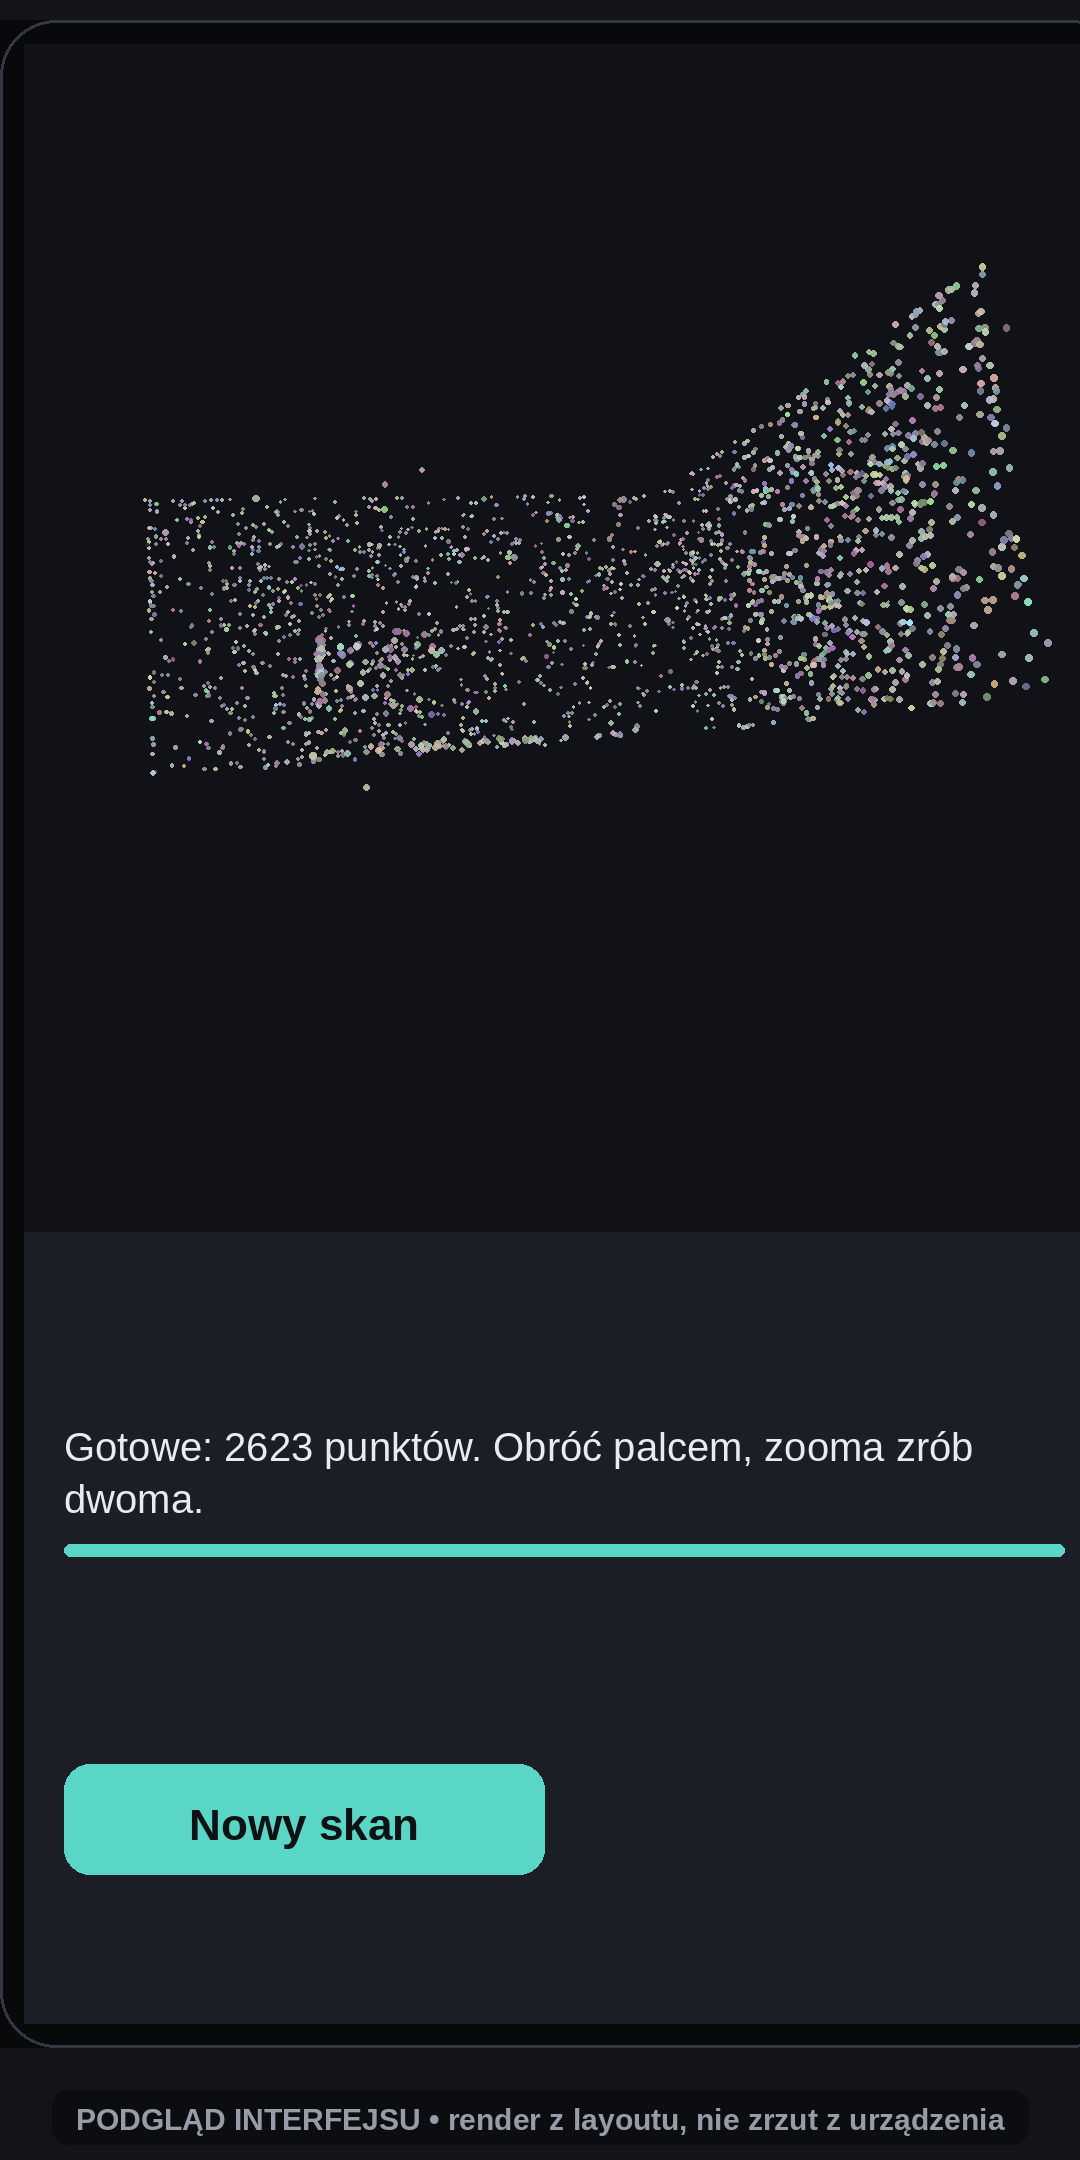 Gotowe: 2623 punktów. Obróć palcem, zooma zrób
dwoma.
Nowy skan
PODGLĄD INTERFEJSU • render z layoutu, nie zrzut z urządzenia